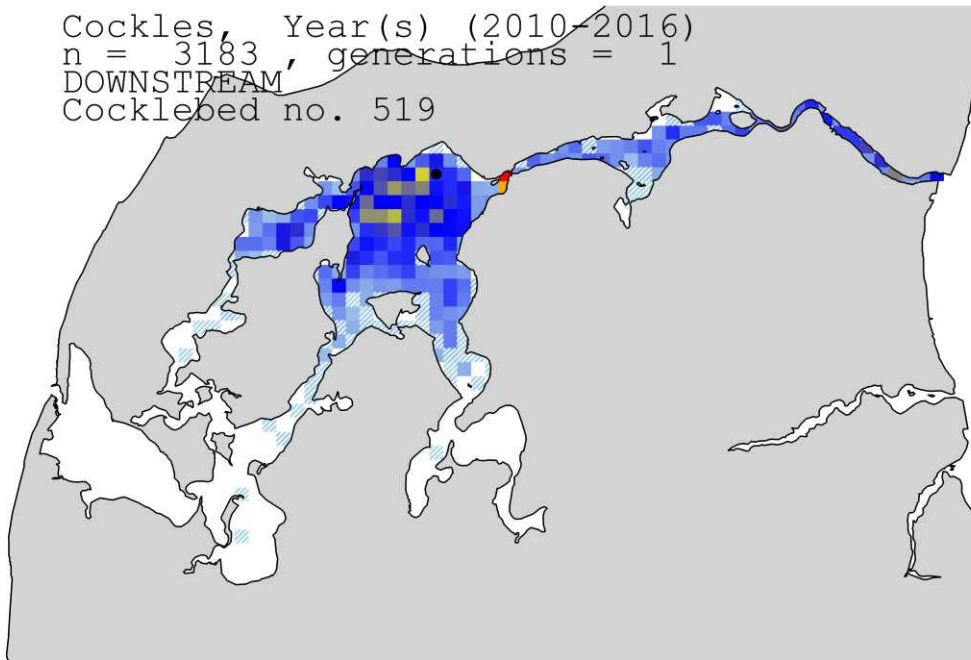 Cockles, Year(s) (2010-2016)
n = 3183 , generations = 1
DOWNSTREAM
Cocklebed no. 519